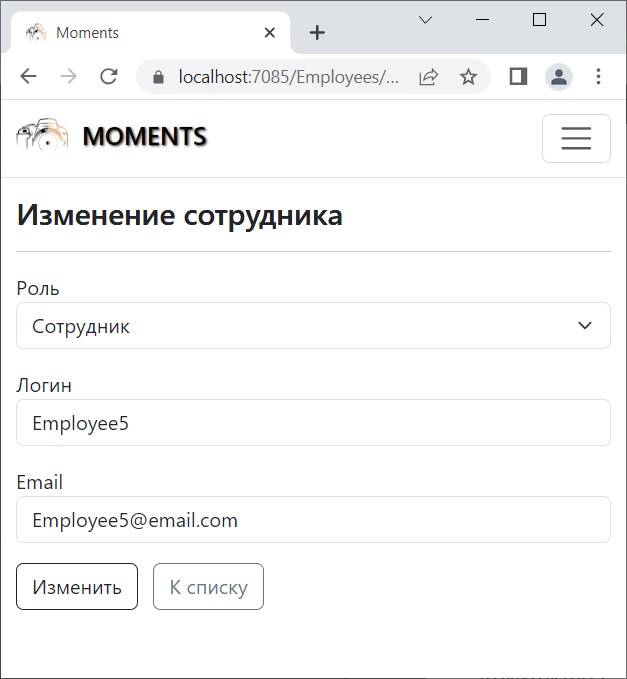 Moments
localhost:7085/Employees/...
MOMENTS
Изменение сотрудника
Роль
Сотрудник
Логин
Employee5
Email
Employee5@email.com
Изменить
К списку